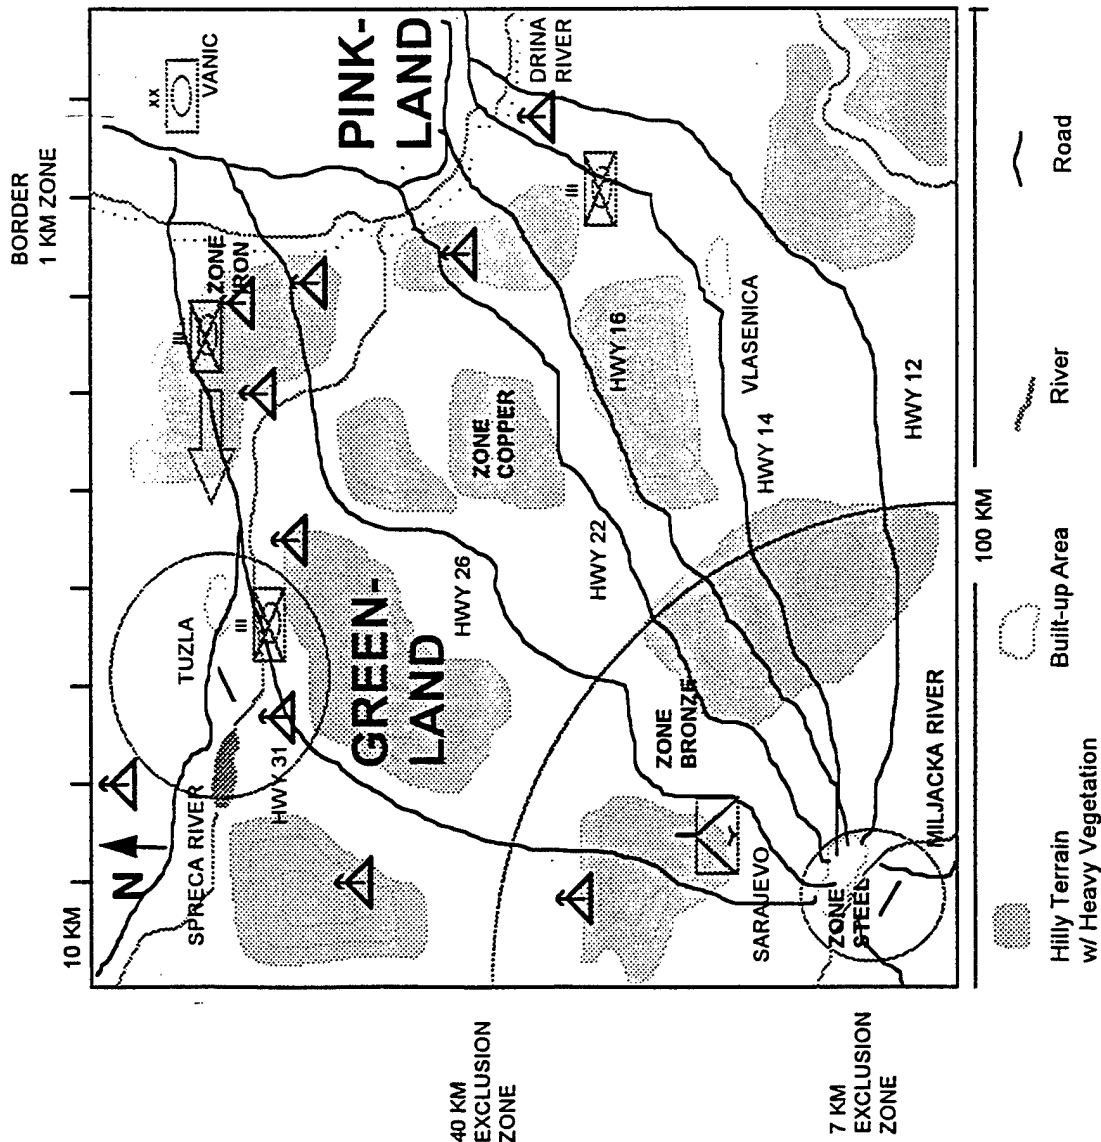 BORDER
1 KM ZONE
10 KM
N
SPRECA RIVER
HWY 31
TUZLA
ZONE
IRON
XX
VANIC
III
III
III
GREEN-
LAND
HWY 26
ZONE
COPPER
PINK-
LAND
DRINA
RIVER
HWY 22
HWY 16
VLASENICA
HWY 14
HWY 12
ZONE
BRONZE
SARAJEVO
ZONE
STEEL
MILJACKA RIVER
40 KM
EXCLUSION
ZONE
7 KM
EXCLUSION
ZONE
100 KM
Hilly Terrain
w/ Heavy Vegetation
Built-up Area
River
Road